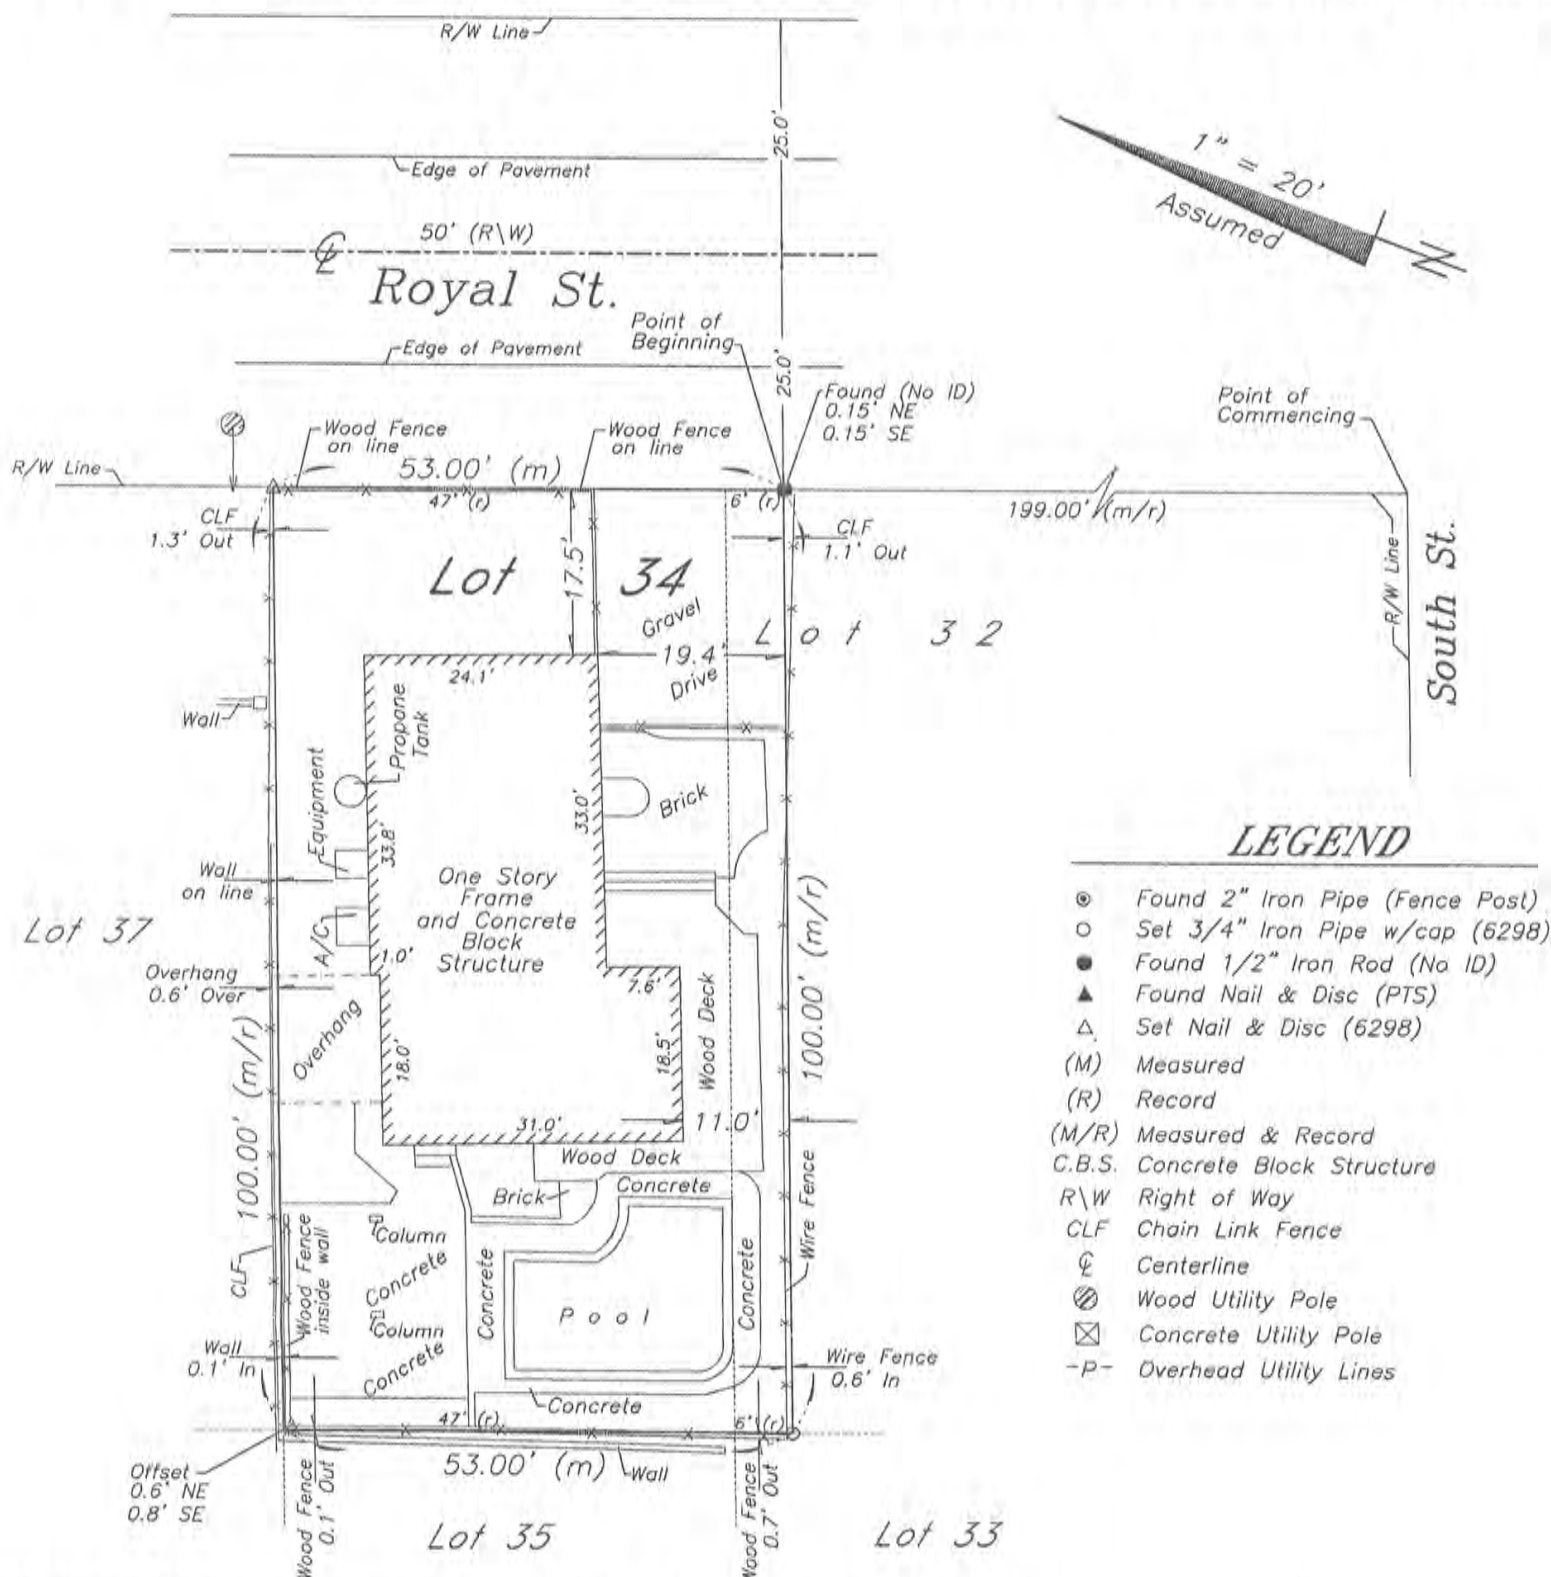 R/W Line
25.0'
Edge of Pavement
1" = 20'
Assumed
N
50' (R\W)
℄
Royal St.
Point of
Beginning
Edge of Pavement
25.0'
Found (No ID)
0.15' NE
0.15' SE
Point of
Commencing
Wood Fence
on line
Wood Fence
on line
R/W Line
53.00' (m)
47' (r)
6' (r)
199.00' (m/r)
CLF
1.3' Out
CLF
1.1' Out
R/W Line
South St.
Lot 34
17.5'
Gravel
Drive
19.4'
Lot 32
24.1'
Wall
Propane
Tank
Equipment
33.8'
33.0'
Brick
Wall
on line
One Story
Frame
and Concrete
Block
Structure
Lot 37
A/C
1.0'
Overhang
0.6' Over
7.6'
Overhang
18.0'
18.5'
Wood Deck
100.00' (m/r)
100.00' (m/r)
31.0'
11.0'
Wood Deck
Brick
Concrete
Wire Fence
Column
Concrete
Column
Concrete
Concrete
Pool
Concrete
CLF
Wood Fence
inside wall
Wall
0.1' In
Wire Fence
0.6' In
Concrete
47' (r)
6' (r)
53.00' (m)
Wall
Offset
0.6' NE
0.8' SE
Wood Fence
0.1' Out
Wood Fence
0.7' Out
Lot 35
Lot 33
LEGEND
Found 2" Iron Pipe (Fence Post)
Set 3/4" Iron Pipe w/cap (6298)
Found 1/2" Iron Rod (No ID)
Found Nail & Disc (PTS)
Set Nail & Disc (6298)
(M) Measured
(R) Record
(M/R) Measured & Record
C.B.S. Concrete Block Structure
R\W Right of Way
CLF Chain Link Fence
℄ Centerline
Wood Utility Pole
Concrete Utility Pole
-P- Overhead Utility Lines